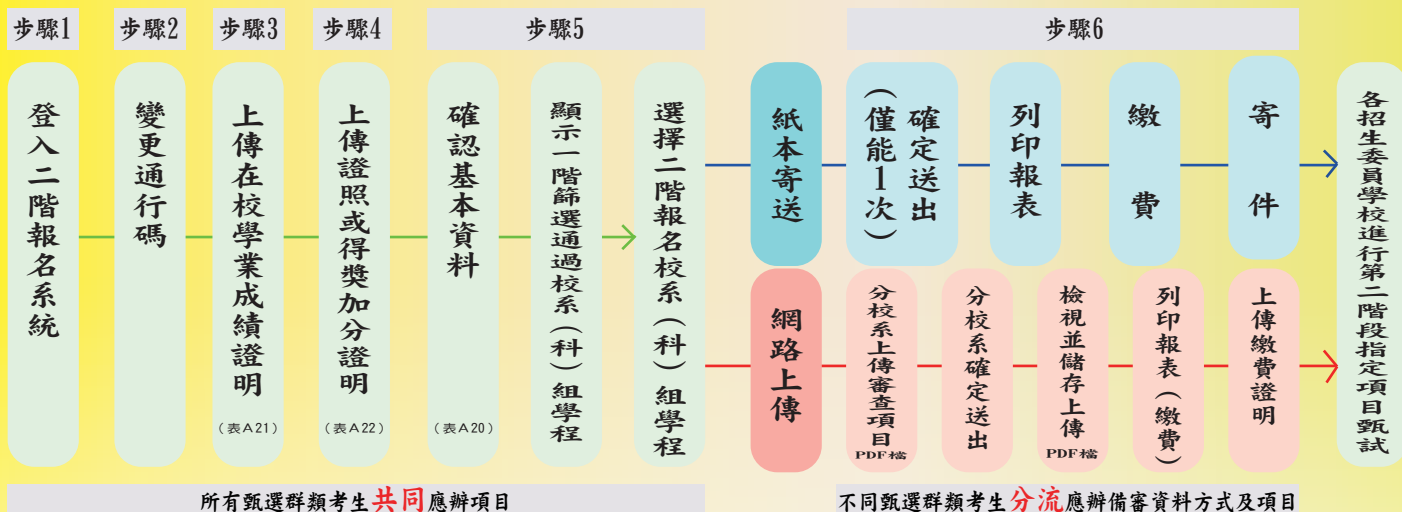 步驟1
步驟2
步驟3
步驟4
步驟5
步驟6
登入二階報名系統
變更通行碼
上傳在校學業成績證明
(表A21)
上傳證照或得獎加分證明
(表A22)
確認基本資料
(表A20)
顯示一階篩選通過校系(科)組學程
選擇二階報名校系(科)組學程
紙本寄送
確定送出
(僅能1次)
列印報表
繳費
寄件
網路上傳
分校系上傳審查項目
PDF檔
分校系確定送出
檢視並儲存上傳
PDF檔
列印報表(繳費)
上傳繳費證明
各招生委員學校進行第二階段指定項目甄試
所有甄選群類考生共同應辦項目
不同甄選群類考生分流應辦備審資料方式及項目